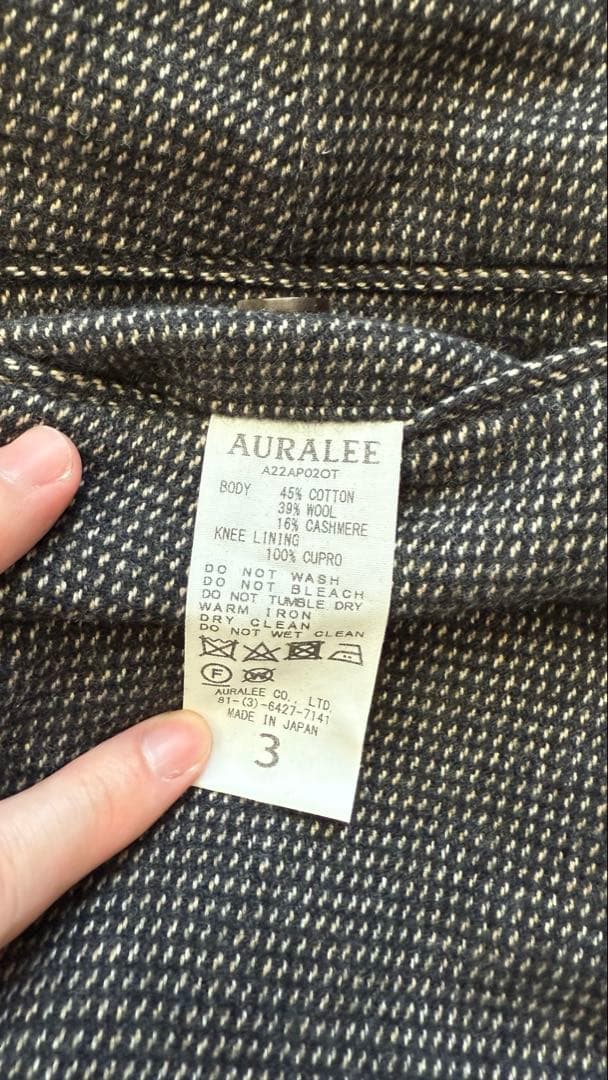 AURALEE
A22AP02OT
BODY 45% COTTON
39% WOOL
16% CASHMERE
KNEE LINING
100% CUPRO
DO NOT WASH
DO NOT BLEACH
DO NOT TUMBLE DRY
WARM IRON
DRY CLEAN
DO NOT WET CLEAN
F W
AURALEE CO., LTD.
81-(3)-6427-7141
MADE IN JAPAN
3